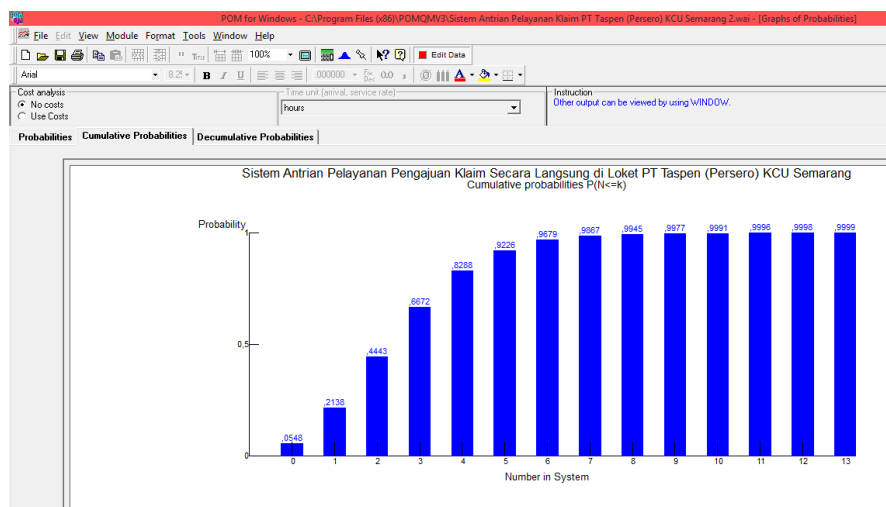 POM for Windows - C:\Program Files (x86)\POMQMV3\Sistem Antrian Pelayanan Klaim PT Taspen (Persero) KCU Semarang 2.wai - [Graphs of Probabilities]
File Edit View Module Format Tools Window Help
100% Edit Data
Arial 8.25 B I U .000000 0.0 ,
Cost analysis
No costs
Use Costs
Time unit (arrival, service rate)
hours
Instruction
Other output can be viewed by using WINDOW.
Probabilities Cumulative Probabilities Decumulative Probabilities
Sistem Antrian Pelayanan Pengajuan Klaim Secara Langsung di Loket PT Taspen (Persero) KCU Semarang
Cumulative probabilities P(N<=k)
Probability
1
,0548 ,2138 ,4443 ,6672 ,8288 ,9226 ,9679 ,9867 ,9945 ,9977 ,9991 ,9996 ,9998 ,9999
0,5
0
0 1 2 3 4 5 6 7 8 9 10 11 12 13
Number in System